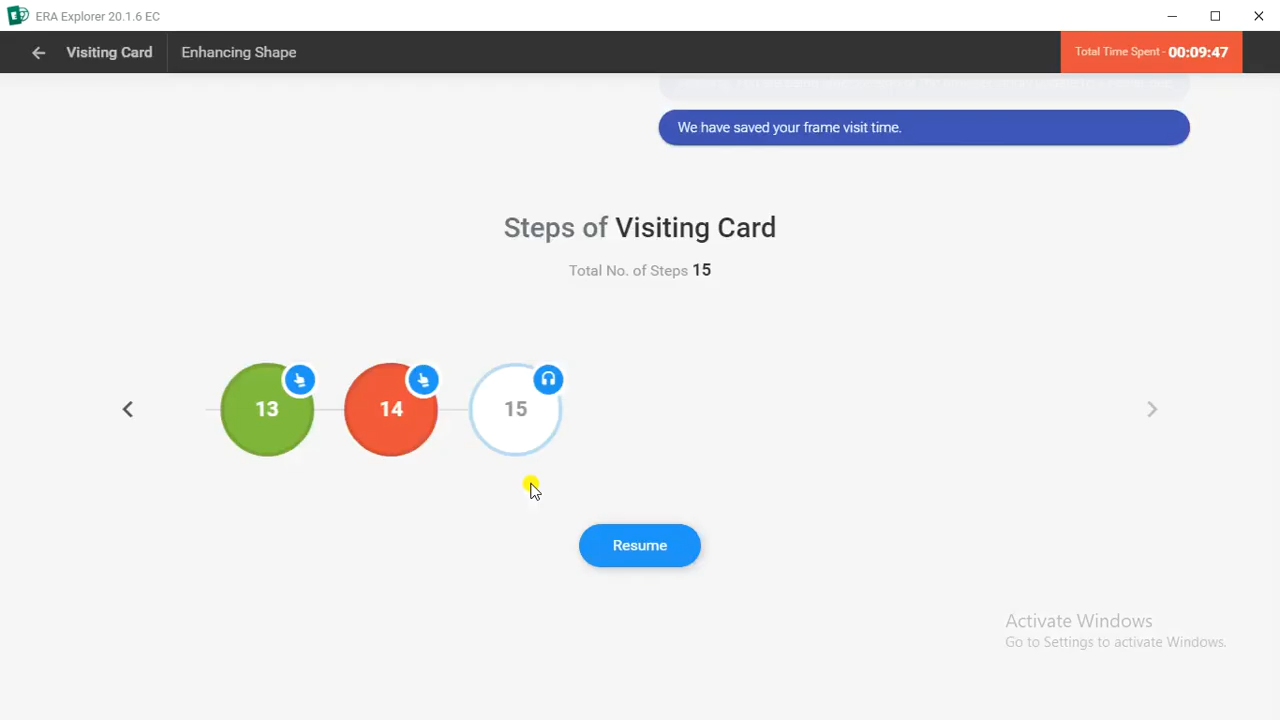 ERA Explorer 20.1.6 EC
Visiting Card
Enhancing Shape
Total Time Spent - 00:09:47
We have saved your frame visit time.
Steps of Visiting Card
Total No. of Steps 15
13
14
15
Resume
Activate Windows
Go to Settings to activate Windows.